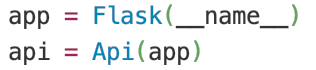 app = Flask(__name__)
api = Api(app)